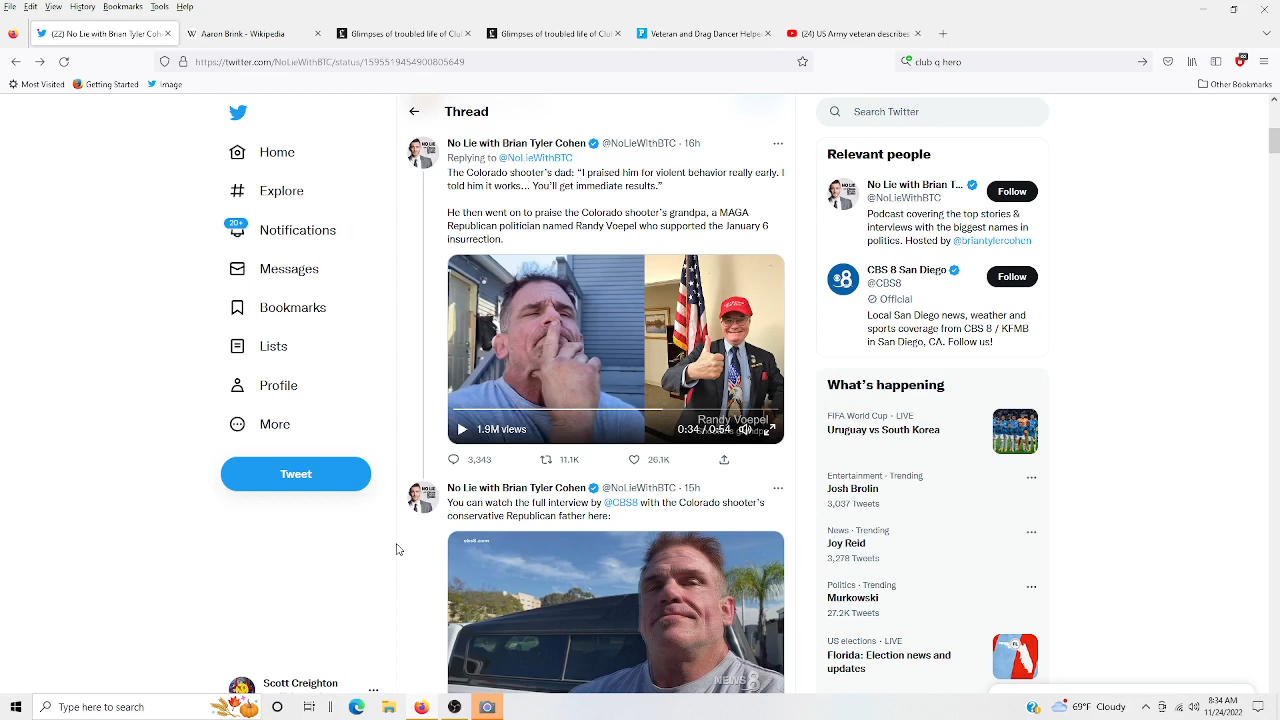 File Edit View History Bookmarks Tools Help
(22) No Lie with Brian Tyler Coh
Aaron Brink - Wikipedia
Glimpses of troubled life of Clu
Glimpses of troubled life of Clu
Veteran and Drag Dancer Helpe
(24) US Army veteran describes
https://twitter.com/NoLieWithBTC/status/1595519454900805649
club q hero
Most Visited
Getting Started
Image
Other Bookmarks
Home
Explore
20+
Notifications
Messages
Bookmarks
Lists
Profile
More
Tweet
Scott Creighton
Thread
No Lie with Brian Tyler Cohen @NoLieWithBTC · 16h
Replying to @NoLieWithBTC
The Colorado shooter's dad: “I praised him for violent behavior really early. I
told him it works... You’ll get immediate results.”
He then went on to praise the Colorado shooter’s grandpa, a MAGA
Republican politician named Randy Voepel who supported the January 6
insurrection.
NO LIE
Randy Voepel
1.9M views
0:34 / 0:54
3,343
11.1K
26.1K
No Lie with Brian Tyler Cohen @NoLieWithBTC · 15h
You can watch the full interview by @CBS8 with the Colorado shooter’s
conservative Republican father here:
cbs8.com
NEWS 8
Search Twitter
Relevant people
No Lie with Brian T...
@NoLieWithBTC
Follow
Podcast covering the top stories &
interviews with the biggest names in
politics. Hosted by @briantylercohen
CBS 8 San Diego
@CBS8
Follow
Official
Local San Diego news, weather and
sports coverage from CBS 8 / KFMB
in San Diego, CA. Follow us!
What’s happening
FIFA World Cup · LIVE
Uruguay vs South Korea
Entertainment · Trending
Josh Brolin
3,037 Tweets
News · Trending
Joy Reid
3,278 Tweets
Politics · Trending
Murkowski
27.2K Tweets
US elections · LIVE
Florida: Election news and
updates
FL
Type here to search
69°F Cloudy
8:34 AM
11/24/2022